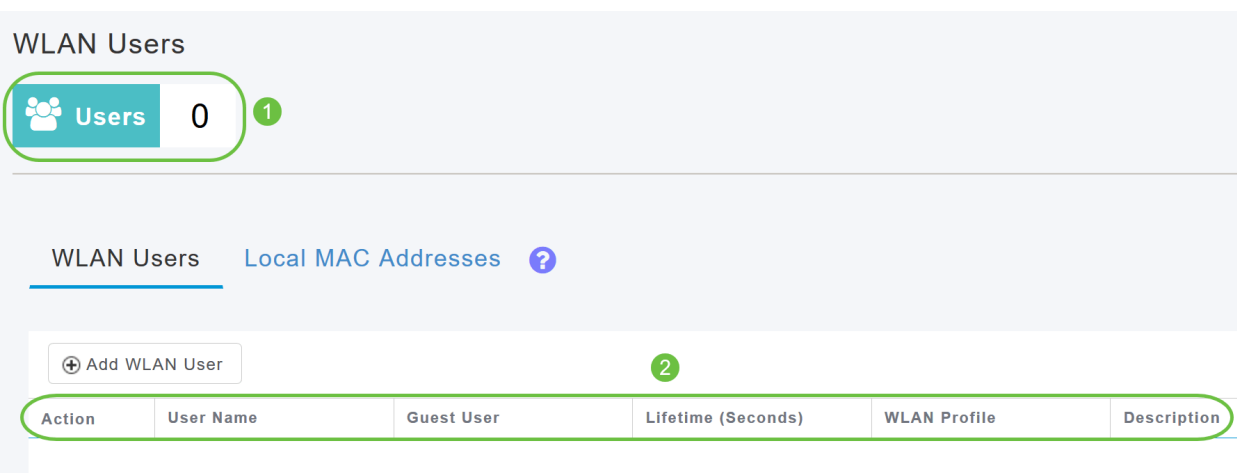 WLAN Users
Users 0 1
WLAN Users Local MAC Addresses ?
Add WLAN User
2
Action User Name Guest User Lifetime (Seconds) WLAN Profile Description